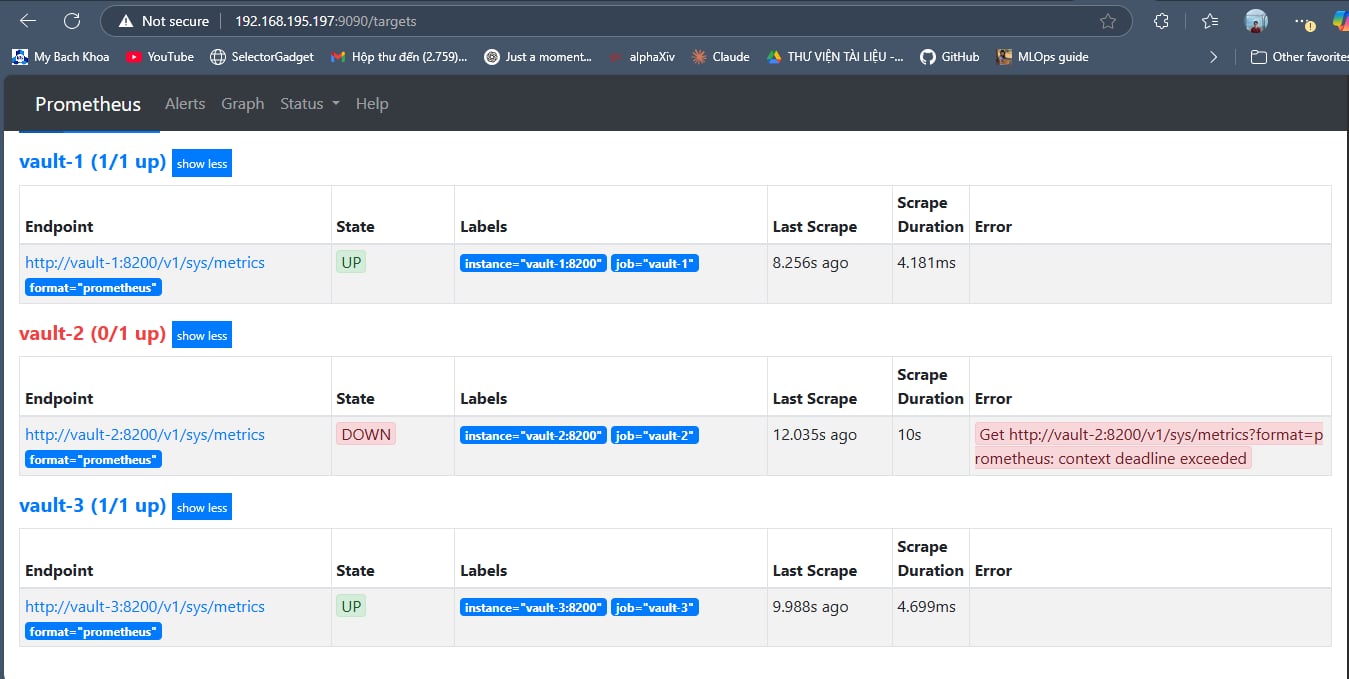 Not secure 192.168.195.197:9090/targets
My Bach Khoa YouTube SelectorGadget Hộp thư đến (2.759)... Just a moment... alphaXiv Claude THƯ VIỆN TÀI LIỆU -... GitHub MLOps guide Other favorites
Prometheus Alerts Graph Status Help
vault-1 (1/1 up) show less
Endpoint State Labels Last Scrape Scrape Duration Error
http://vault-1:8200/v1/sys/metrics UP instance="vault-1:8200" job="vault-1" 8.256s ago 4.181ms
format="prometheus"
vault-2 (0/1 up) show less
Endpoint State Labels Last Scrape Scrape Duration Error
http://vault-2:8200/v1/sys/metrics DOWN instance="vault-2:8200" job="vault-2" 12.035s ago 10s Get http://vault-2:8200/v1/sys/metrics?format=p
format="prometheus" rometheus: context deadline exceeded
vault-3 (1/1 up) show less
Endpoint State Labels Last Scrape Scrape Duration Error
http://vault-3:8200/v1/sys/metrics UP instance="vault-3:8200" job="vault-3" 9.988s ago 4.699ms
format="prometheus"